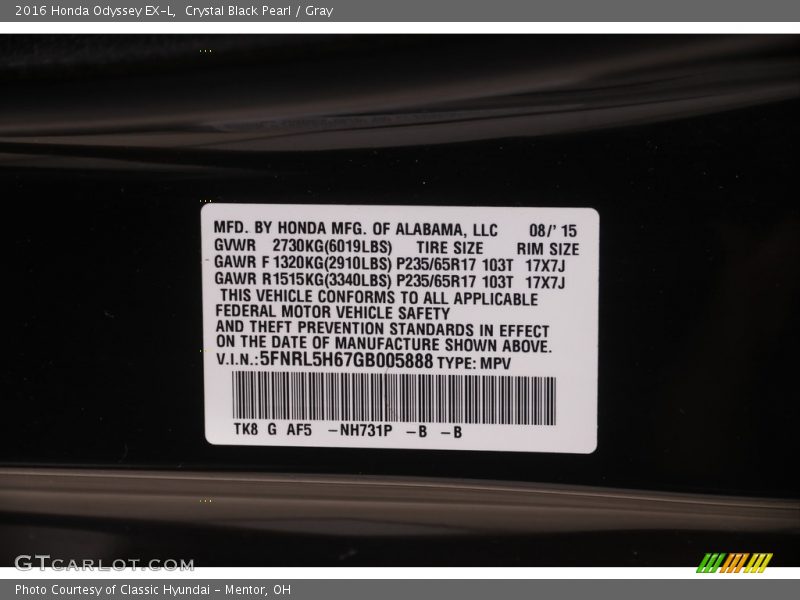 2016 Honda Odyssey EX-L, Crystal Black Pearl / Gray
MFD. BY HONDA MFG. OF ALABAMA, LLC 08/' 15
GVWR 2730KG(6019LBS) TIRE SIZE RIM SIZE
GAWR F 1320KG(2910LBS) P235/65R17 103T 17X7J
GAWR R1515KG(3340LBS) P235/65R17 103T 17X7J
THIS VEHICLE CONFORMS TO ALL APPLICABLE
FEDERAL MOTOR VEHICLE SAFETY
AND THEFT PREVENTION STANDARDS IN EFFECT
ON THE DATE OF MANUFACTURE SHOWN ABOVE.
V.I.N.:5FNRL5H67GB005888 TYPE: MPV
TK8 G AF5 -NH731P -B -B
GTCARLOT.COM
Photo Courtesy of Classic Hyundai - Mentor, OH